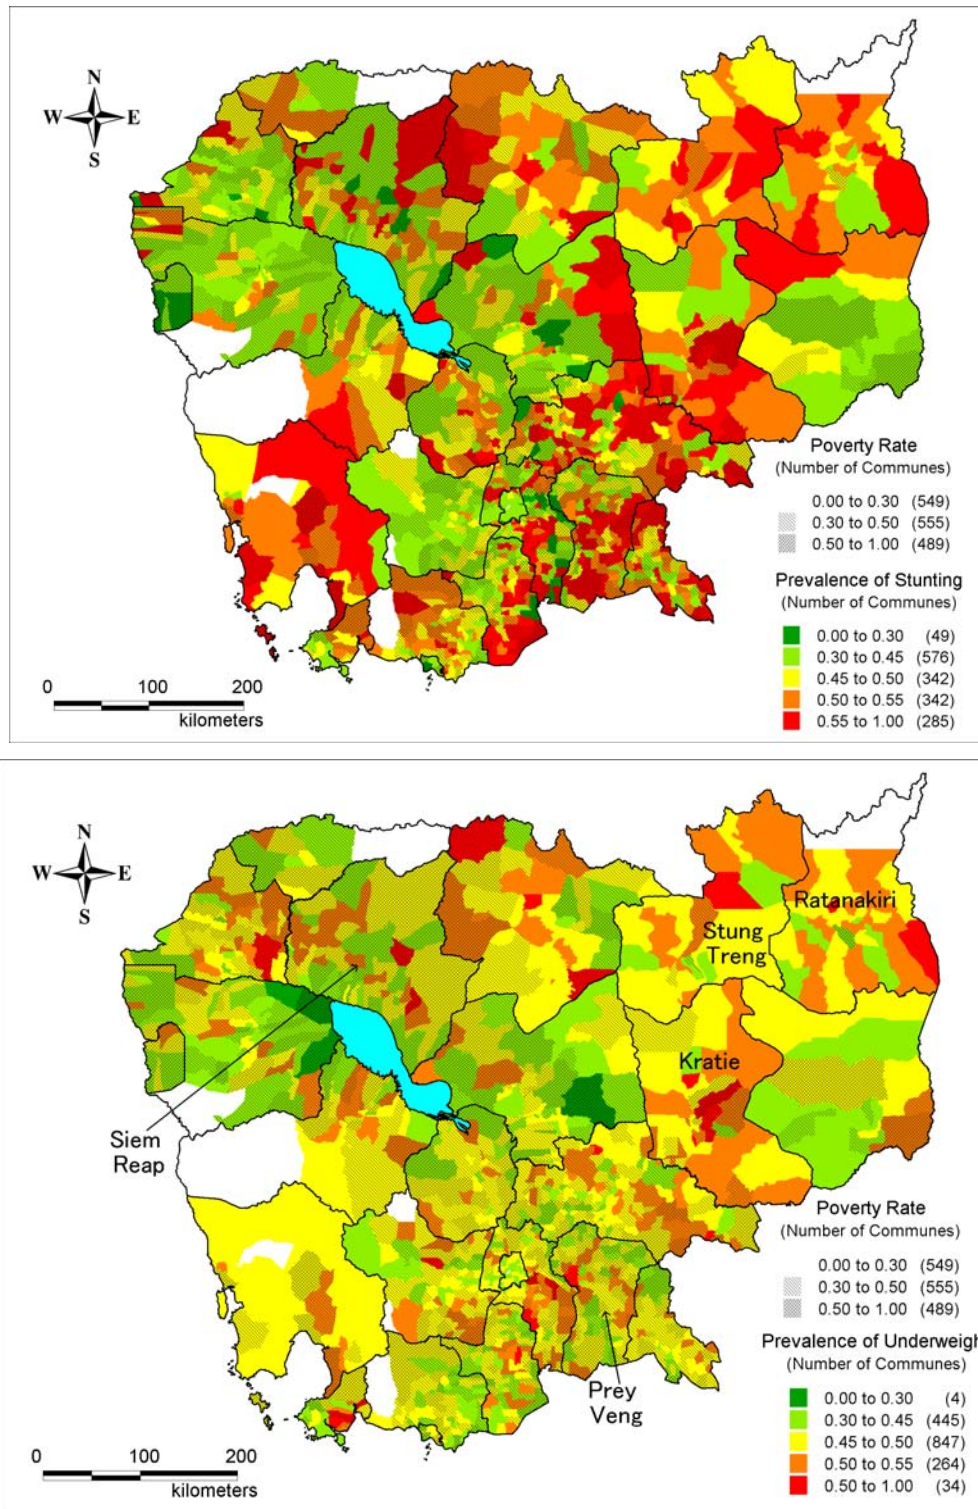 N
W E
S
Poverty Rate
(Number of Communes)
0.00 to 0.30 (549)
0.30 to 0.50 (555)
0.50 to 1.00 (489)
Prevalence of Stunting
(Number of Communes)
0.00 to 0.30 (49)
0.30 to 0.45 (576)
0.45 to 0.50 (342)
0.50 to 0.55 (342)
0.55 to 1.00 (285)
0 100 200
kilometers
N
W E
S
Ratanakiri
Stung
Treng
Kratie
Siem
Reap
Poverty Rate
(Number of Communes)
0.00 to 0.30 (549)
0.30 to 0.50 (555)
0.50 to 1.00 (489)
Prevalence of Underweigh
(Number of Communes)
0.00 to 0.30 (4)
0.30 to 0.45 (445)
0.45 to 0.50 (847)
0.50 to 0.55 (264)
0.50 to 1.00 (34)
Prey
Veng
0 100 200
kilometers